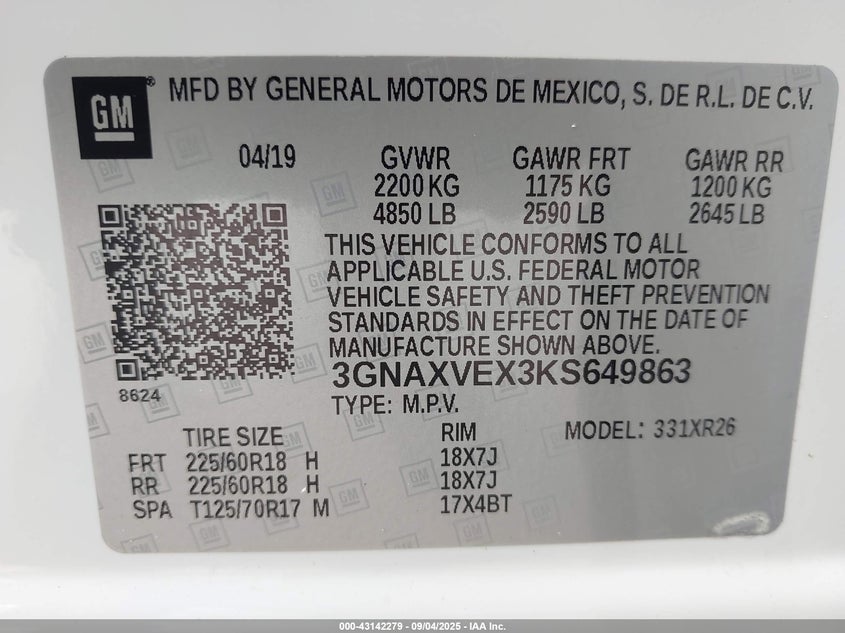 GM ® MFD BY GENERAL MOTORS DE MEXICO, S. DE R.L. DE C.V.
04/19 GVWR GAWR FRT GAWR RR
2200 KG 1175 KG 1200 KG
4850 LB 2590 LB 2645 LB
THIS VEHICLE CONFORMS TO ALL
APPLICABLE U.S. FEDERAL MOTOR
VEHICLE SAFETY AND THEFT PREVENTION
STANDARDS IN EFFECT ON THE DATE OF
MANUFACTURE SHOWN ABOVE.
3GNAXVEX3KS649863
8624
TYPE: M.P.V.
TIRE SIZE RIM MODEL: 331XR26
FRT 225/60R18 H 18X7J
RR 225/60R18 H 18X7J
SPA T125/70R17 M 17X4BT
000-43142279 - 09/04/2025 - IAA Inc.